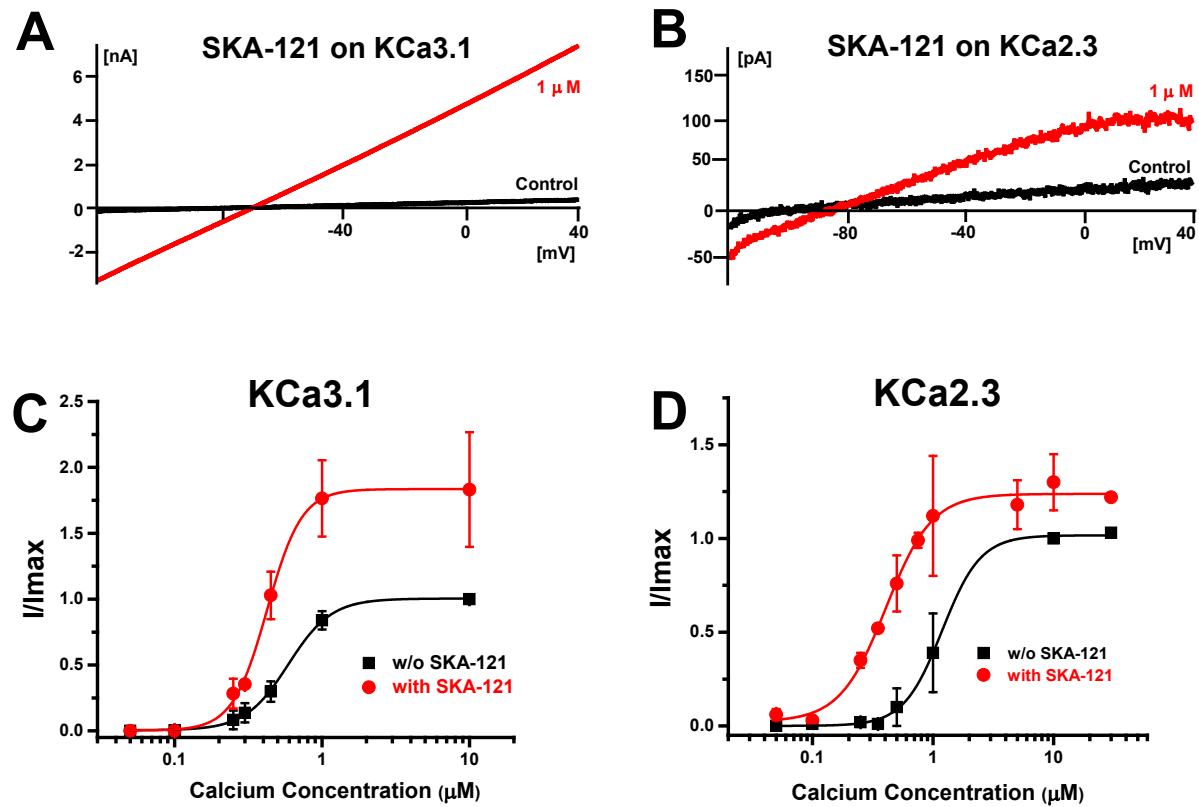 A
SKA-121 on KCa3.1
[nA]
6
4
2
0
-2
1 μ M
Control
-40
0
40
[mV]
B
SKA-121 on KCa2.3
[pA]
150
100
50
0
-50
1 μ M
Control
-80
-40
0
40
[mV]
C
KCa3.1
2.5
2.0
1.5
1.0
0.5
0.0
I/Imax
w/o SKA-121
with SKA-121
0.1
1
10
Calcium Concentration (μM)
D
KCa2.3
1.5
1.0
0.5
0.0
I/Imax
w/o SKA-121
with SKA-121
0.1
1
10
Calcium Concentration (μM)